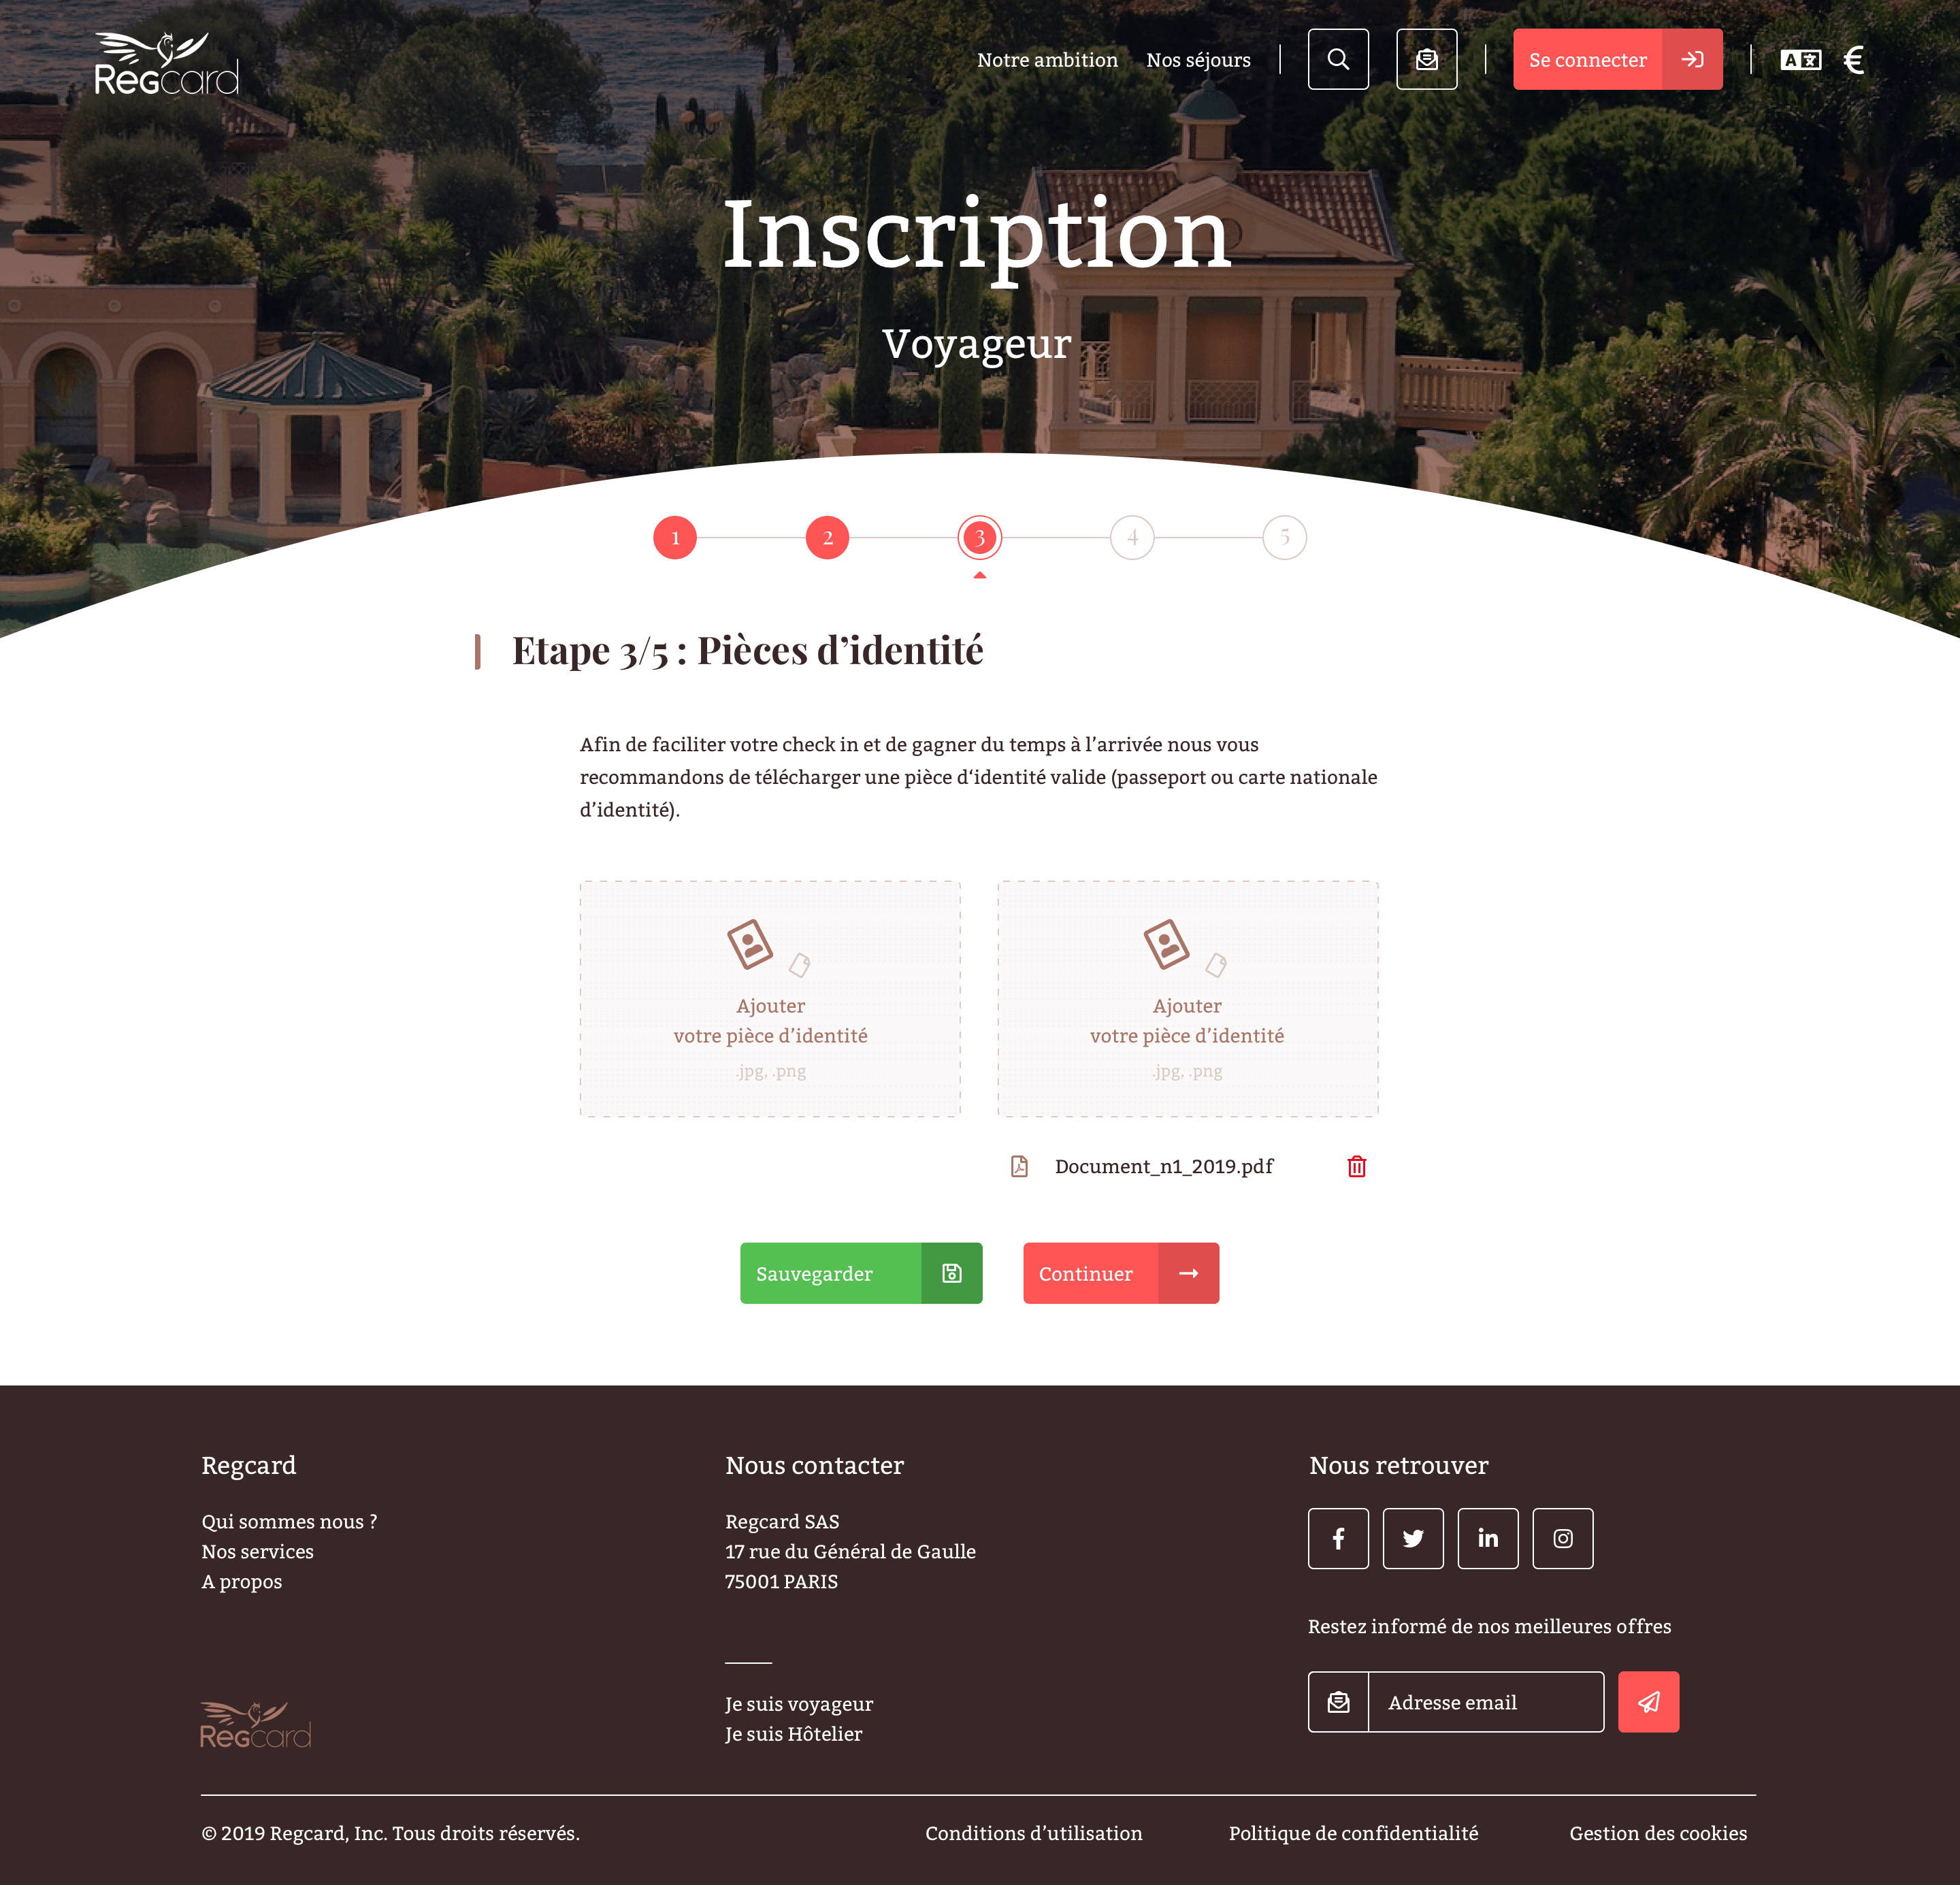 Regcard
Notre ambition
Nos séjours
Se connecter
A
€
Inscription
Voyageur
1
2
3
4
5
Etape 3/5 : Pièces d’identité
Afin de faciliter votre check in et de gagner du temps à l’arrivée nous vous
recommandons de télécharger une pièce d‘identité valide (passeport ou carte nationale
d’identité).
Ajouter
votre pièce d’identité
.jpg, .png
Ajouter
votre pièce d’identité
.jpg, .png
Document_n1_2019.pdf
Sauvegarder
Continuer
Regcard
Qui sommes nous ?
Nos services
A propos
Regcard
Nous contacter
Regcard SAS
17 rue du Général de Gaulle
75001 PARIS
Je suis voyageur
Je suis Hôtelier
Nous retrouver
Restez informé de nos meilleures offres
Adresse email
© 2019 Regcard, Inc. Tous droits réservés.
Conditions d’utilisation
Politique de confidentialité
Gestion des cookies